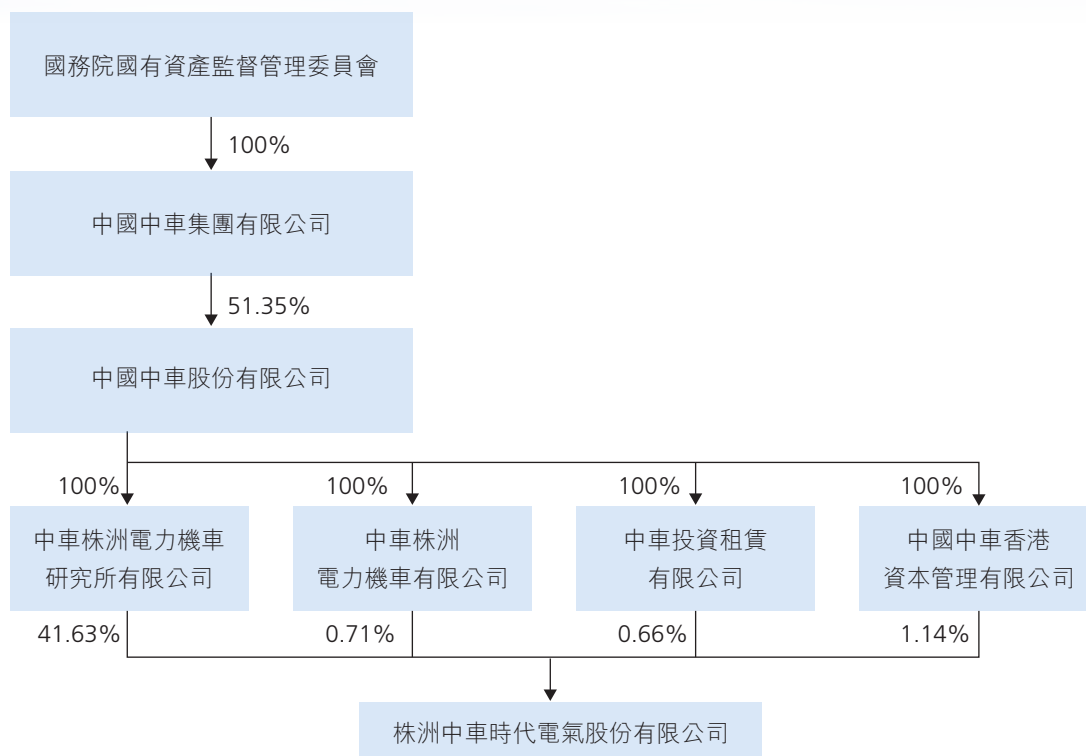 國務院國有資產監督管理委員會
100%
中國中車集團有限公司
51.35%
中國中車股份有限公司
100%
100%
100%
100%
中車株洲電力機車
研究所有限公司
中車株洲
電力機車有限公司
中車投資租賃
有限公司
中國中車香港
資本管理有限公司
41.63%
0.71%
0.66%
1.14%
株洲中車時代電氣股份有限公司